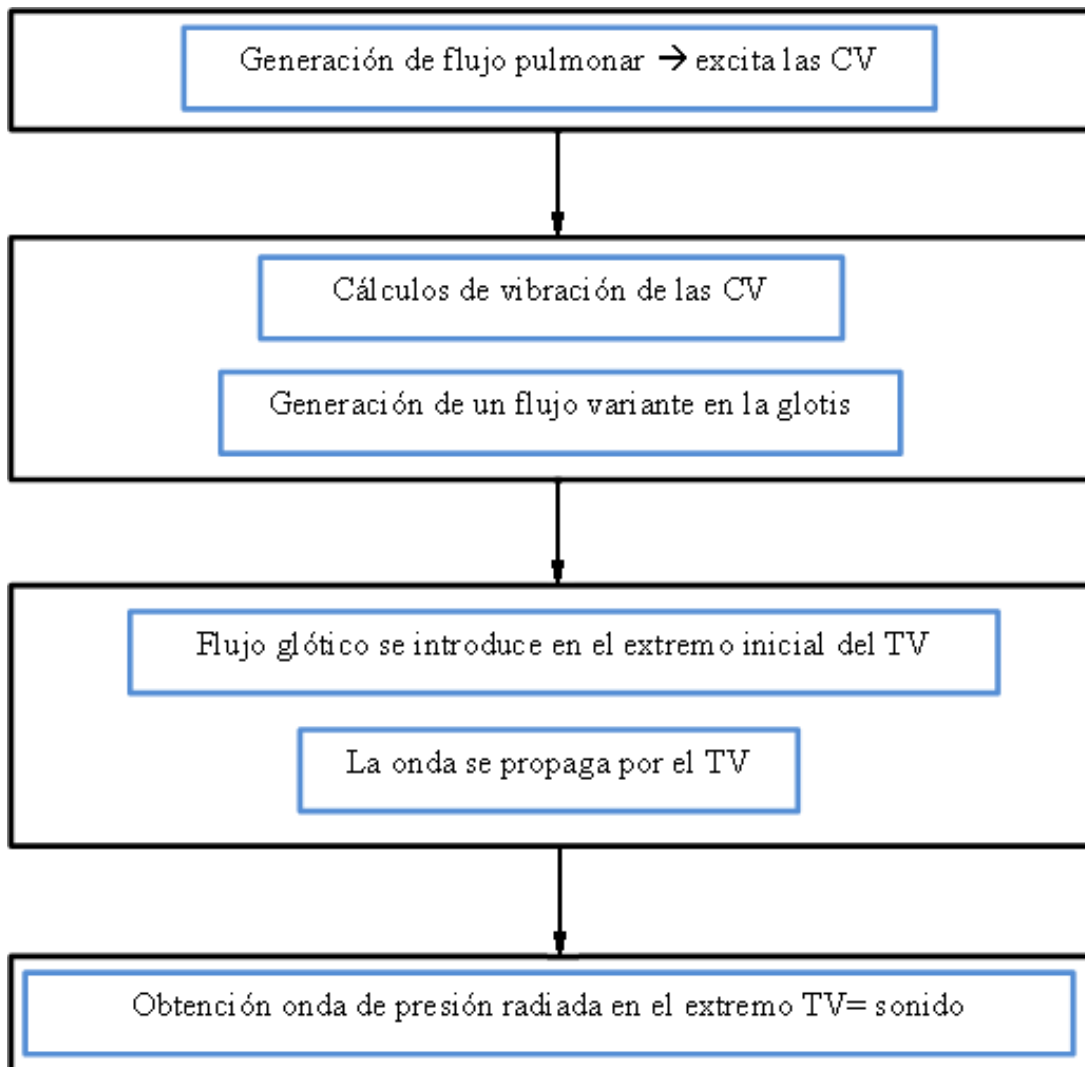 Generación de flujo pulmonar → excita las CV
Cálculos de vibración de las CV
Generación de un flujo variante en la glotis
Flujo glótico se introduce en el extremo inicial del TV
La onda se propaga por el TV
Obtención onda de presión radiada en el extremo TV= sonido